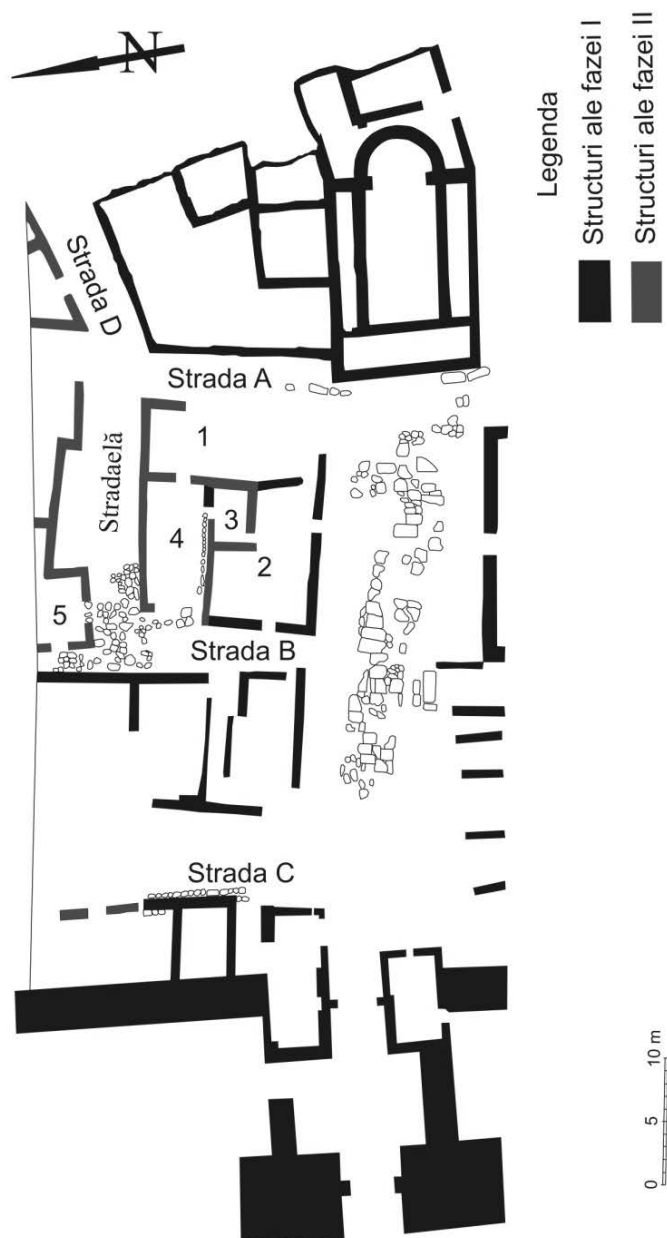 N
Legenda
Structuri ale fazei I
Structuri ale fazei II
Strada D
Strada A
Stradaelă
1
3
4
2
5
Strada B
Strada C
0
5
10 m